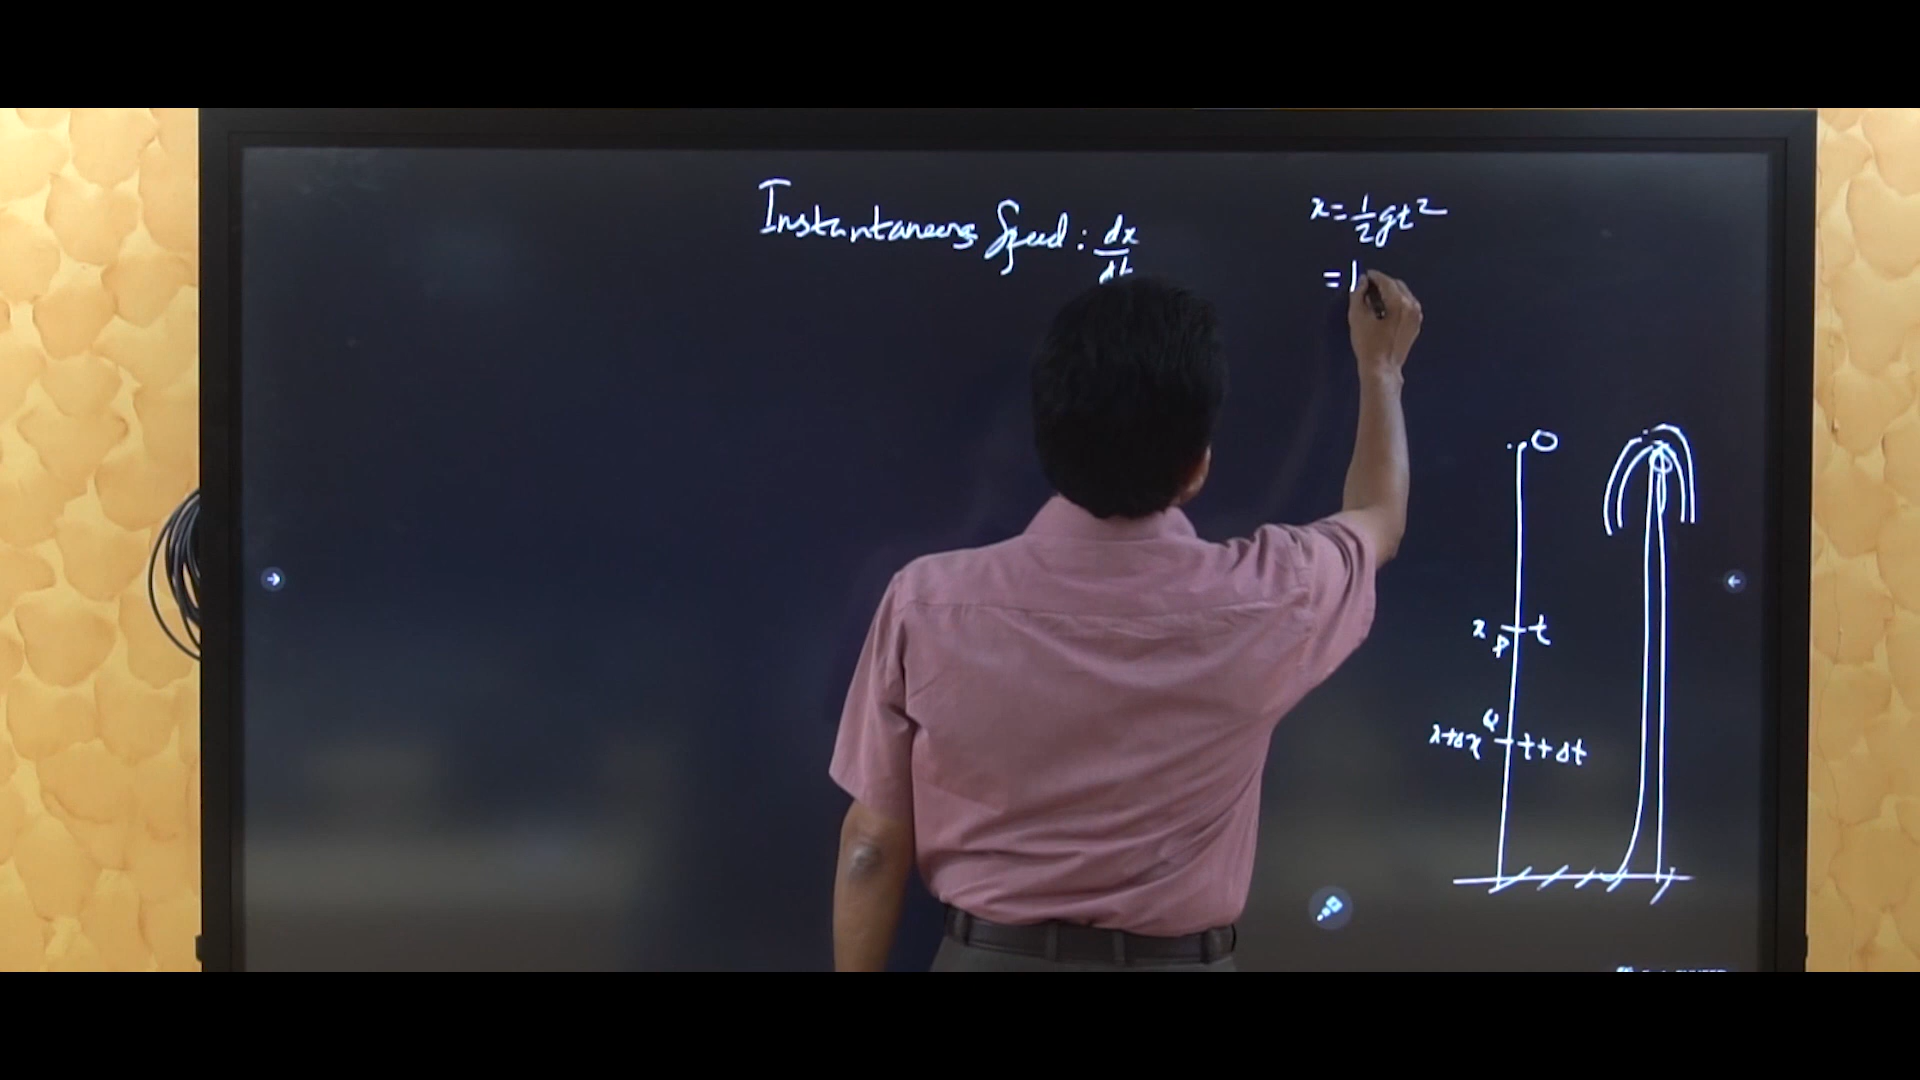 Instantaneous Speed : dx/dt
x = 1/2 gt²
= 1
O
x P t
Q
x+Δx t+Δt